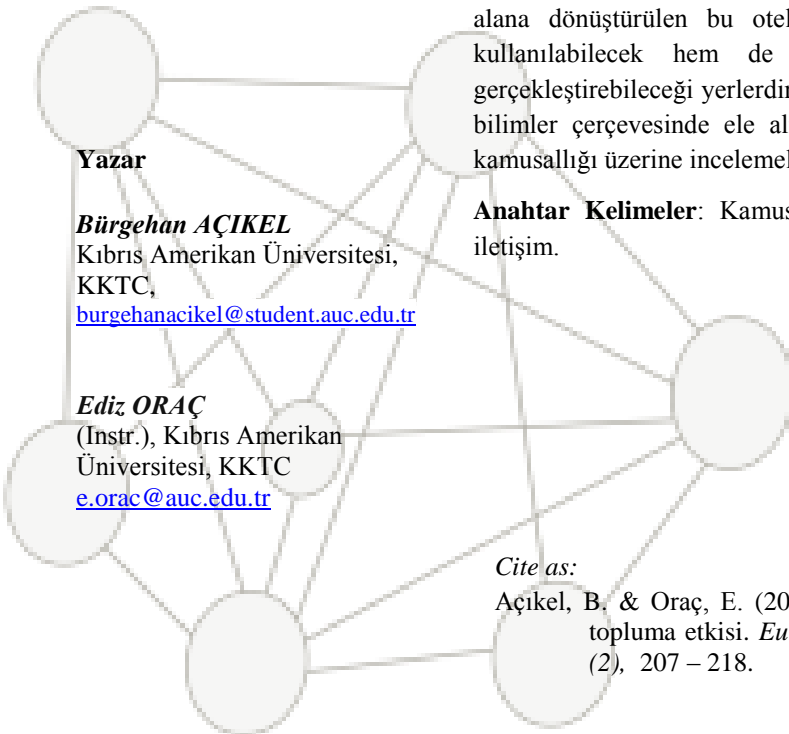 alana dönüştürülen bu otel
kullanılabilecek hem de
gerçekleştirebileceği yerlerdir
bilimler çerçevesinde ele al
kamusallığı üzerine incelemel
Anahtar Kelimeler: Kamus
iletişim.
Yazar
Bürgehan AÇIKEL
Kıbrıs Amerikan Üniversitesi,
KKTC,
burgehanacikel@student.auc.edu.tr
Ediz ORAÇ
(Instr.), Kıbrıs Amerikan
Üniversitesi, KKTC
e.orac@auc.edu.tr
Cite as:
Açıkel, B. & Oraç, E. (20
topluma etkisi. Eu
(2), 207 – 218.